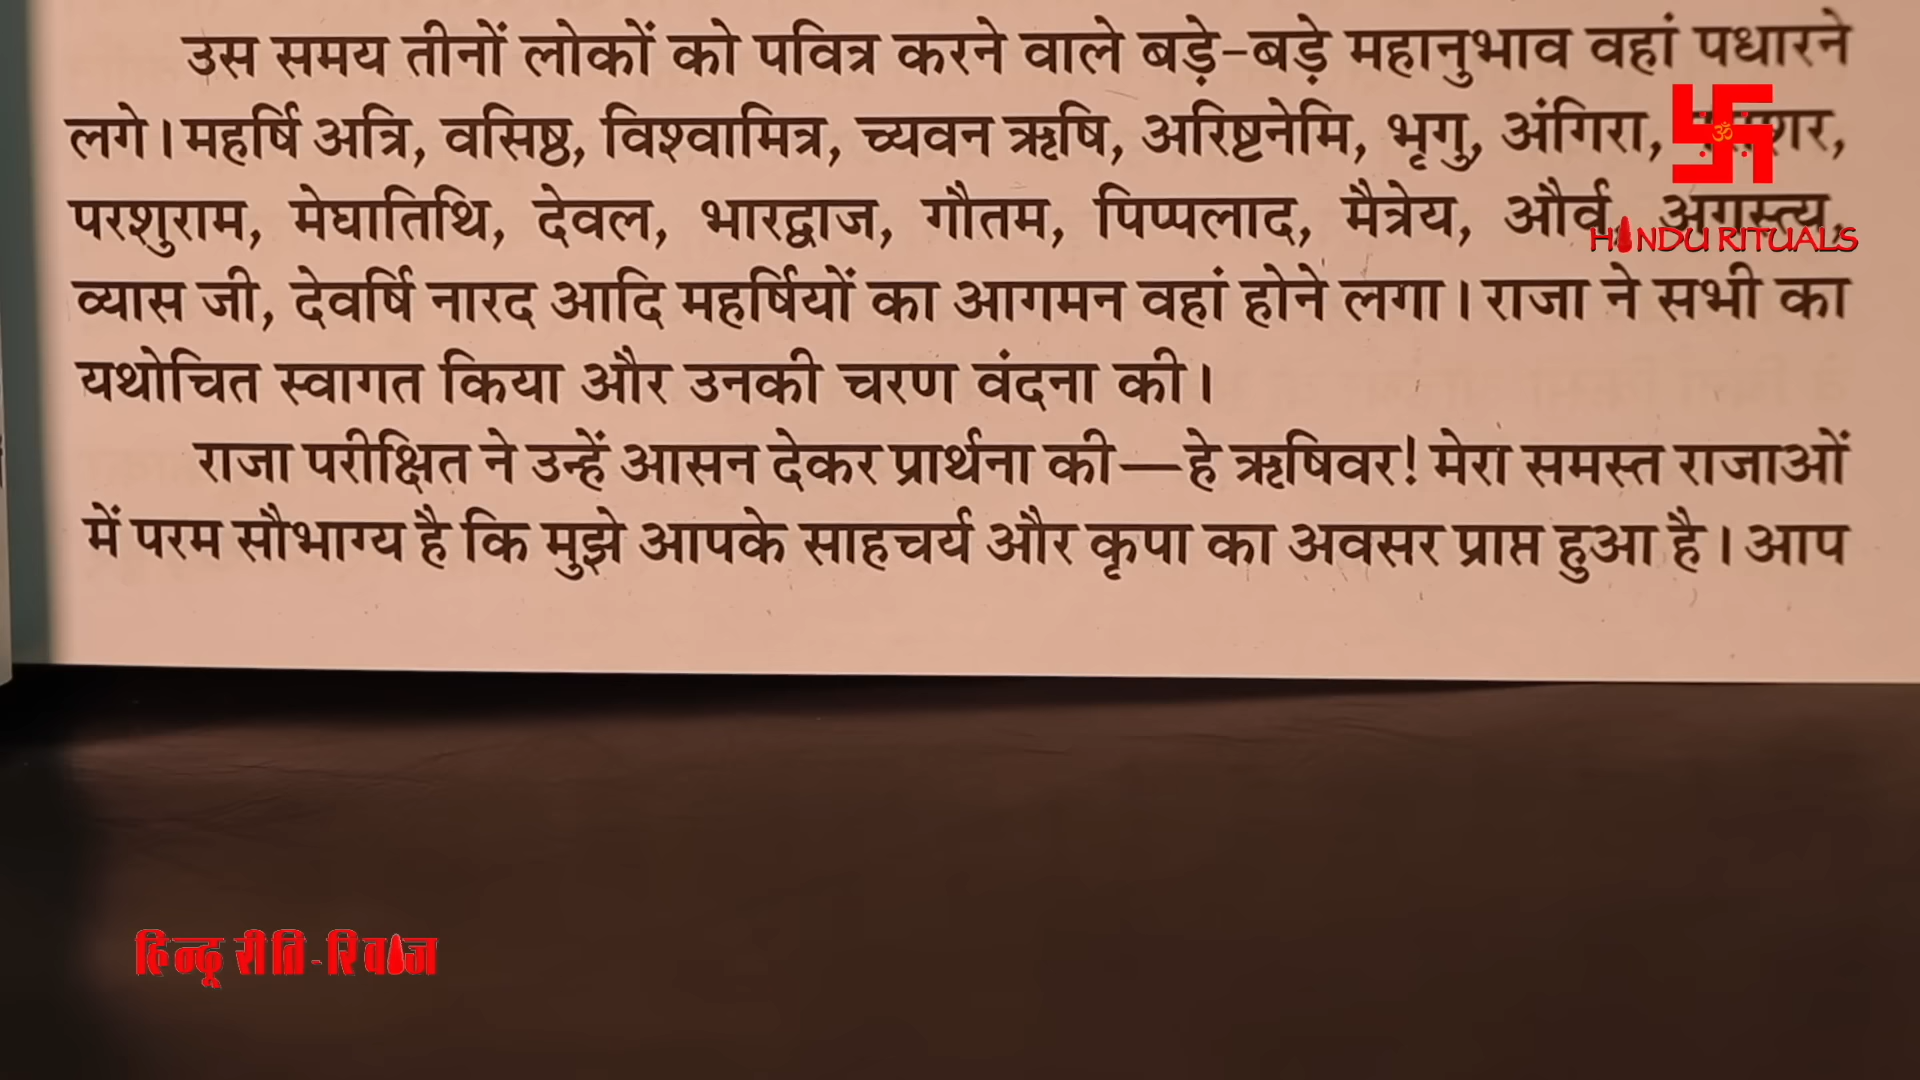 उस समय तीनों लोकों को पवित्र करने वाले बड़े-बड़े महानुभाव वहां पधारने
लगे। महर्षि अत्रि, वसिष्ठ, विश्वामित्र, च्यवन ऋषि, अरिष्टनेमि, भृगु, अंगिरा,
परशुराम, मेघातिथि, देवल, भारद्वाज, गौतम, पिप्पलाद, मैत्रेय, और्व, अगस्त्य,
HINDU RITUALS
व्यास जी, देवर्षि नारद आदि महर्षियों का आगमन वहां होने लगा। राजा ने सभी का
यथोचित स्वागत किया और उनकी चरण वंदना की।
राजा परीक्षित ने उन्हें आसन देकर प्रार्थना की—हे ऋषिवर! मेरा समस्त राजाओं
में परम सौभाग्य है कि मुझे आपके साहचर्य और कृपा का अवसर प्राप्त हुआ है। आप
हिन्दू रीति-रिवाज